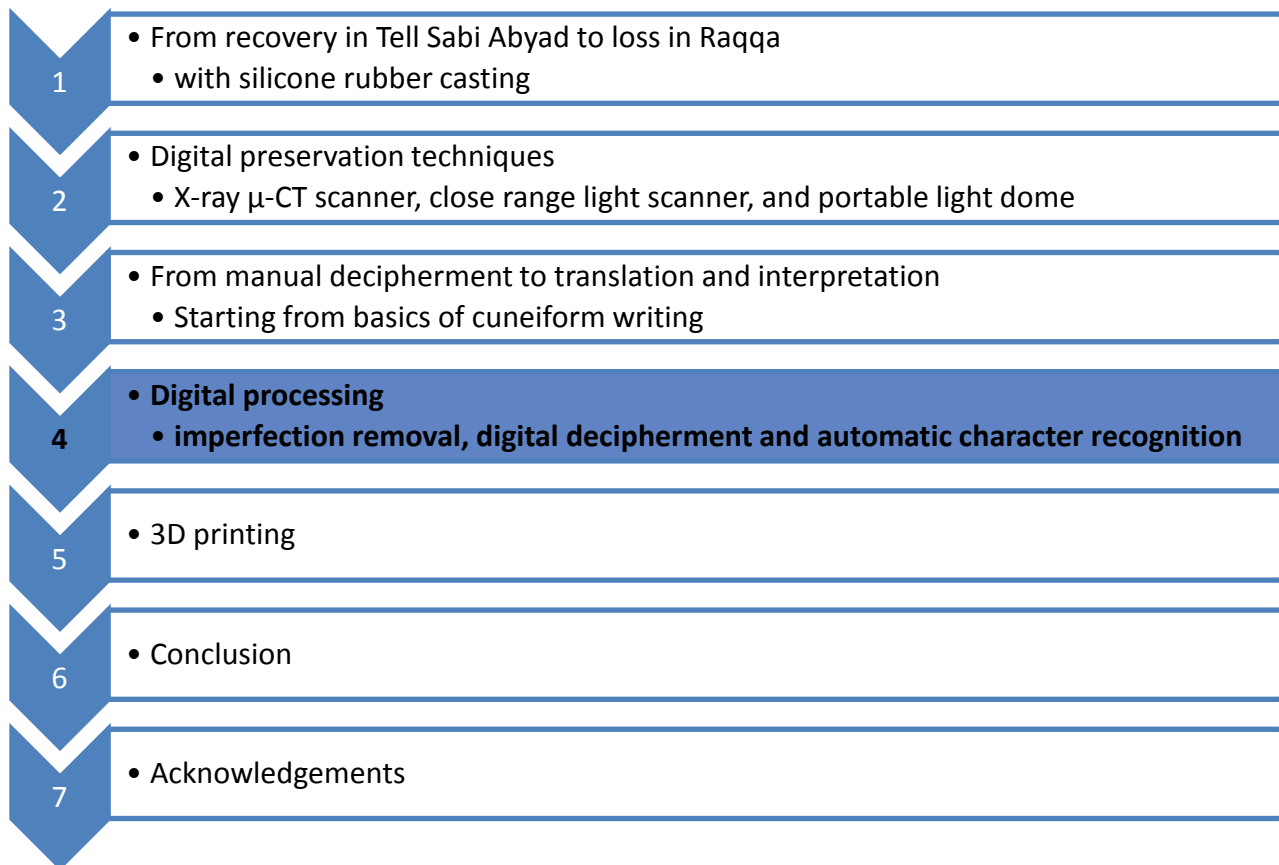 1
• From recovery in Tell Sabi Abyad to loss in Raqqa
• with silicone rubber casting
2
• Digital preservation techniques
• X-ray μ-CT scanner, close range light scanner, and portable light dome
3
• From manual decipherment to translation and interpretation
• Starting from basics of cuneiform writing
4
• Digital processing
• imperfection removal, digital decipherment and automatic character recognition
5
• 3D printing
6
• Conclusion
7
• Acknowledgements